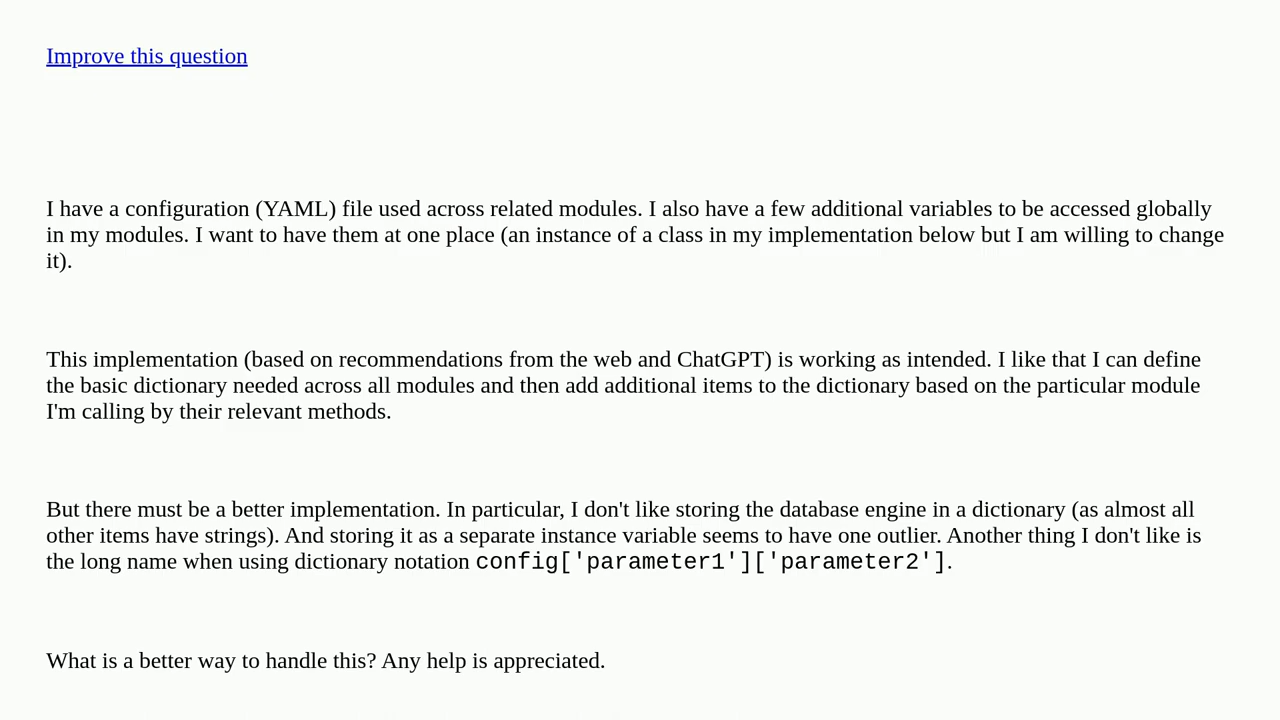 Improve this question
I have a configuration (YAML) file used across related modules. I also have a few additional variables to be accessed globally
in my modules. I want to have them at one place (an instance of a class in my implementation below but I am willing to change
it).
This implementation (based on recommendations from the web and ChatGPT) is working as intended. I like that I can define
the basic dictionary needed across all modules and then add additional items to the dictionary based on the particular module
I'm calling by their relevant methods.
But there must be a better implementation. In particular, I don't like storing the database engine in a dictionary (as almost all
other items have strings). And storing it as a separate instance variable seems to have one outlier. Another thing I don't like is
the long name when using dictionary notation config['parameter1']['parameter2'].
What is a better way to handle this? Any help is appreciated.